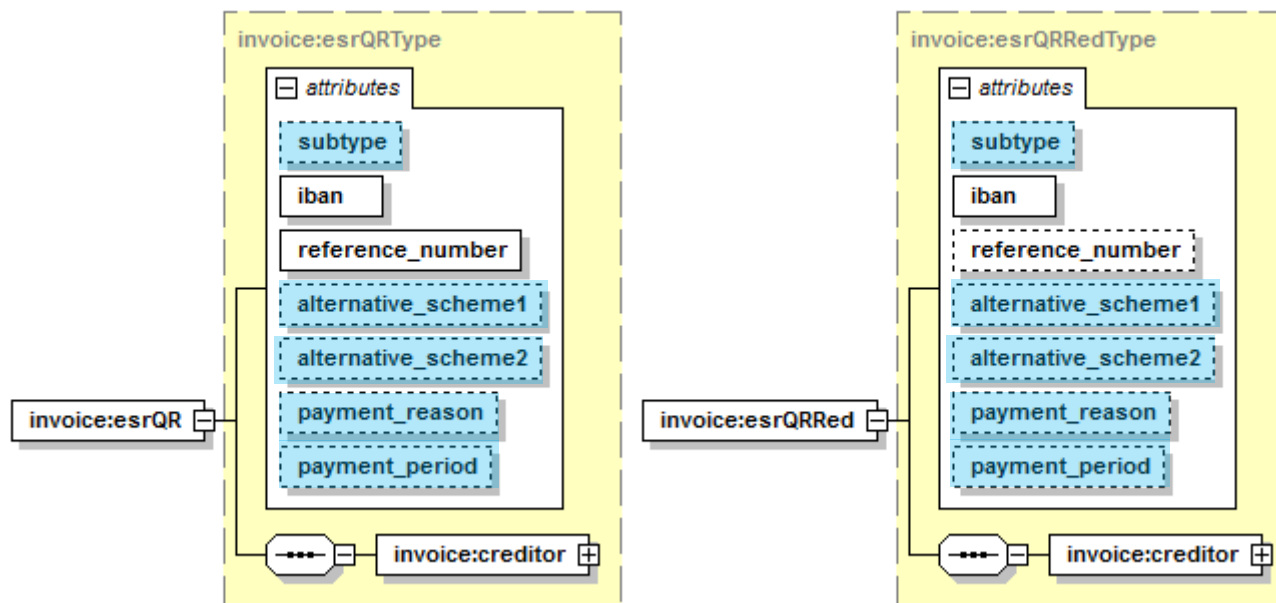 invoice:esrQRType
attributes
subtype
iban
reference_number
alternative_scheme1
alternative_scheme2
payment_reason
payment_period
invoice:esrQR
invoice:creditor
invoice:esrQRRedType
attributes
subtype
iban
reference_number
alternative_scheme1
alternative_scheme2
payment_reason
payment_period
invoice:esrQRRed
invoice:creditor